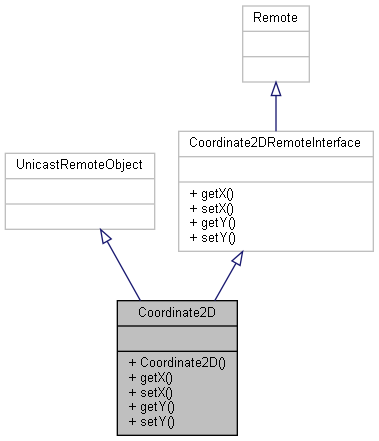 Remote
UnicastRemoteObject
Coordinate2DRemoteInterface
+ getX()
+ setX()
+ getY()
+ setY()
Coordinate2D
+ Coordinate2D()
+ getX()
+ setX()
+ getY()
+ setY()